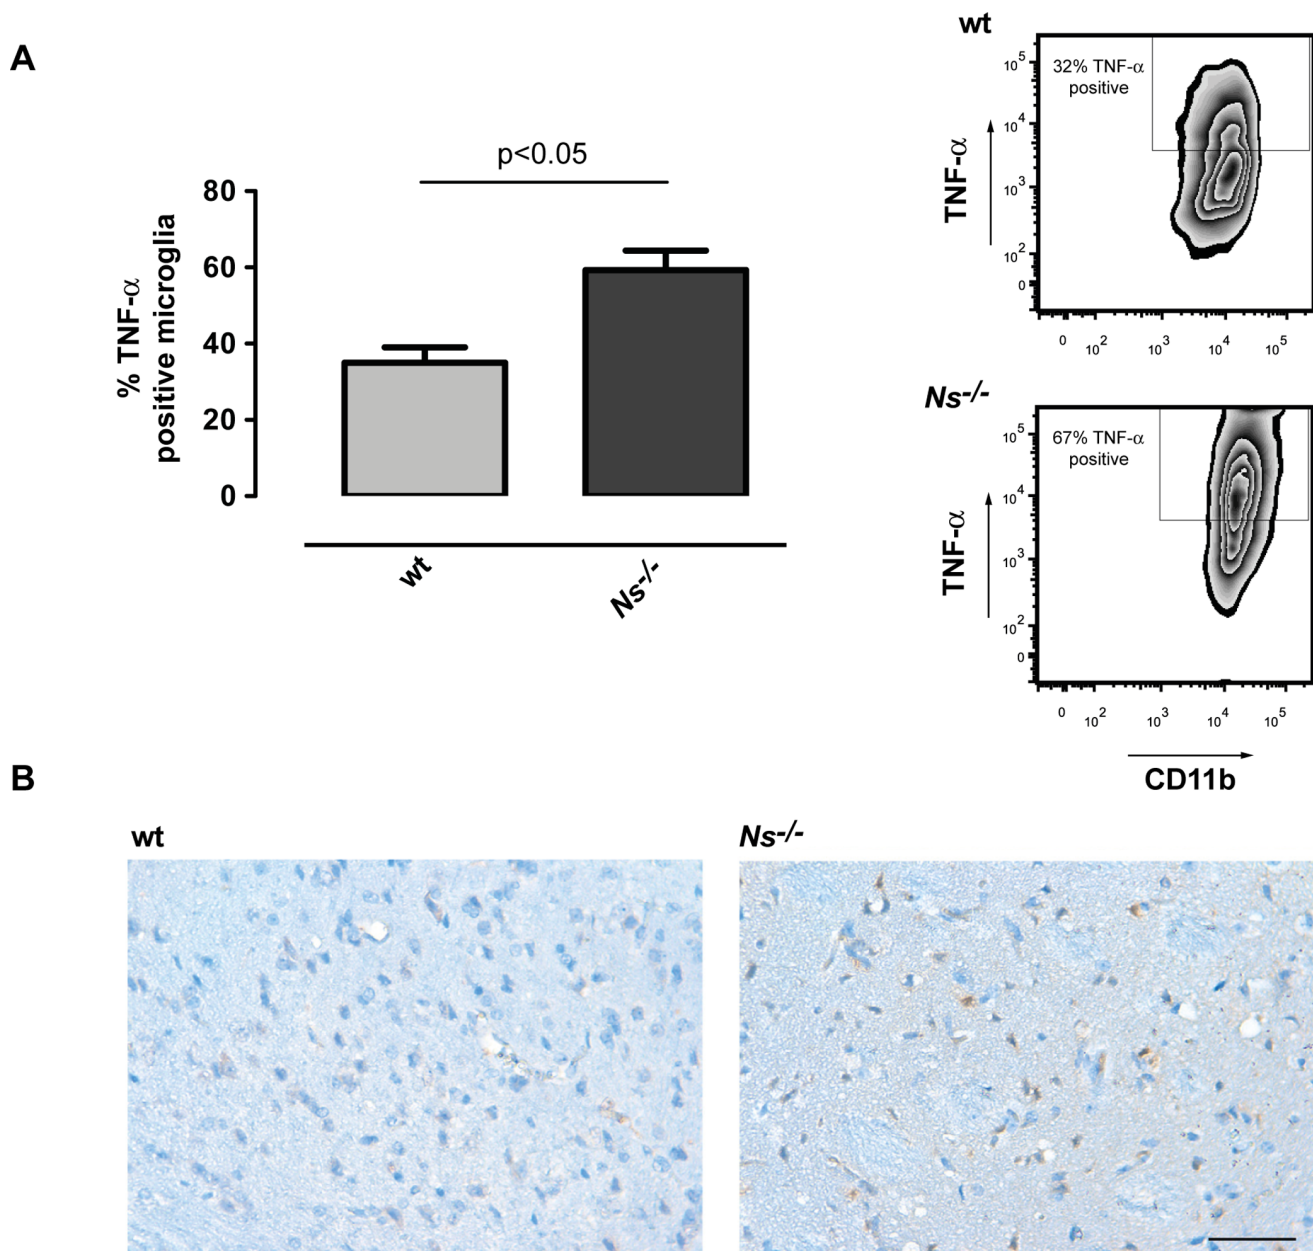 A
p<0.05
80
60
40
20
0
% TNF-α
positive microglia
wt
Ns-/-
wt
32% TNF-α
positive
10^5
10^4
10^3
10^2
0
TNF-α
0 10^2 10^3 10^4 10^5
Ns-/-
67% TNF-α
positive
10^5
10^4
10^3
10^2
0
TNF-α
0 10^2 10^3 10^4 10^5
CD11b
B
wt
Ns-/-